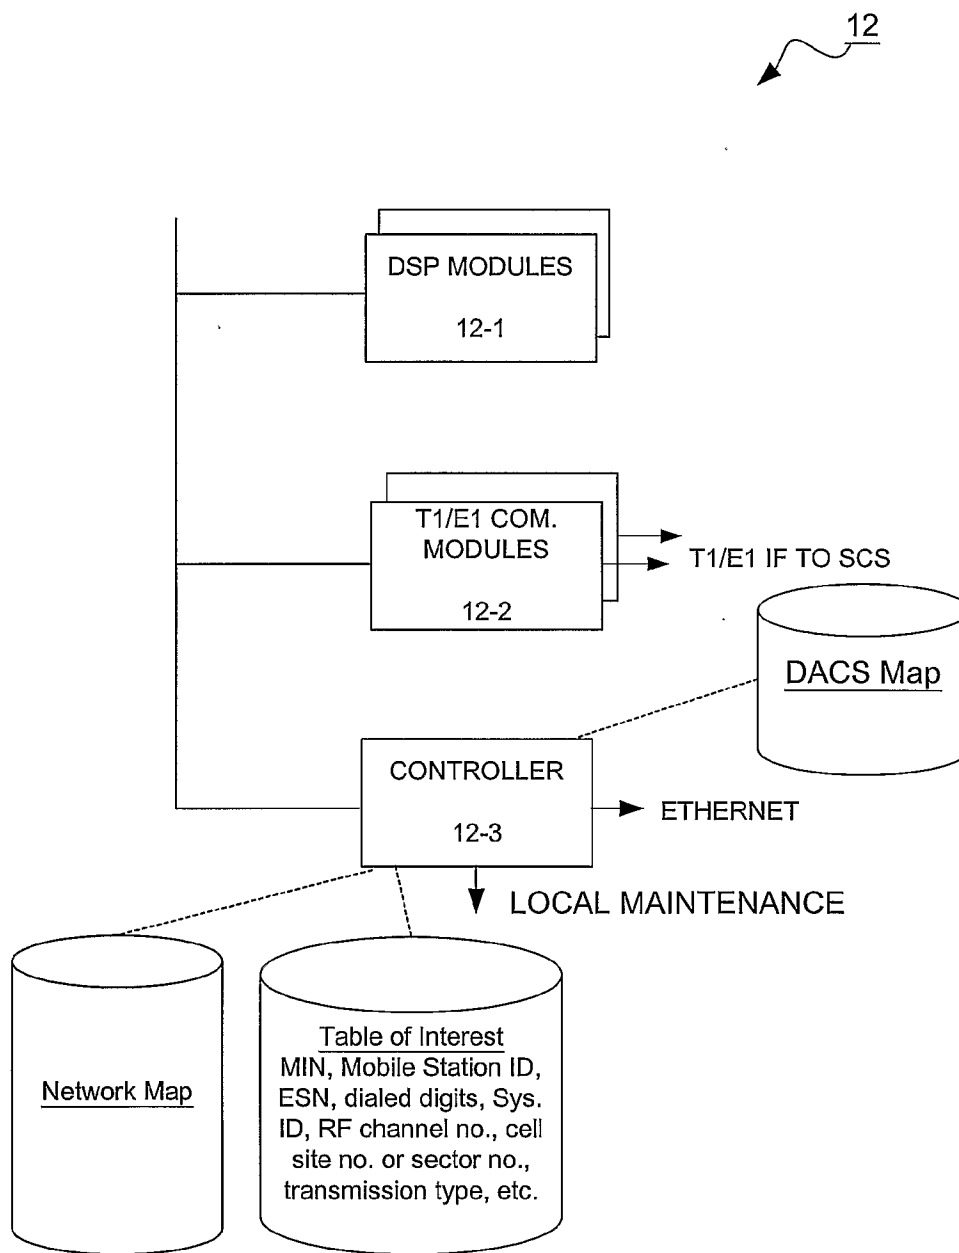 12
DSP MODULES
12-1
T1/E1 COM.
MODULES
12-2
T1/E1 IF TO SCS
DACS Map
CONTROLLER
12-3
ETHERNET
LOCAL MAINTENANCE
Network Map
Table of Interest
MIN, Mobile Station ID,
ESN, dialed digits, Sys.
ID, RF channel no., cell
site no. or sector no.,
transmission type, etc.